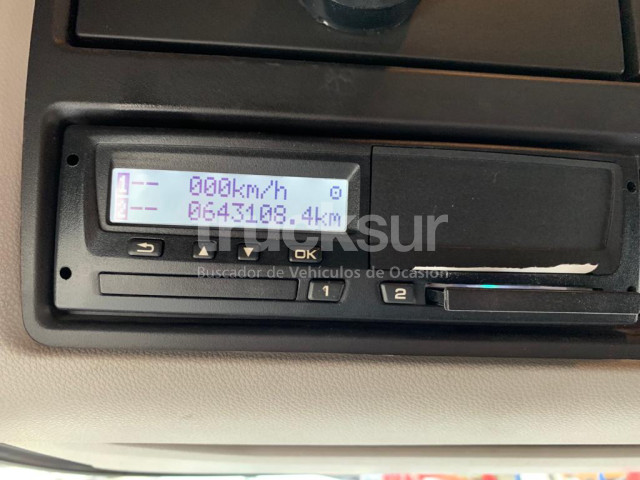 1-- 000km/h
2-- 0643108.4km
trucksur
Buscador de Vehículos de Ocasión
OK
1
2